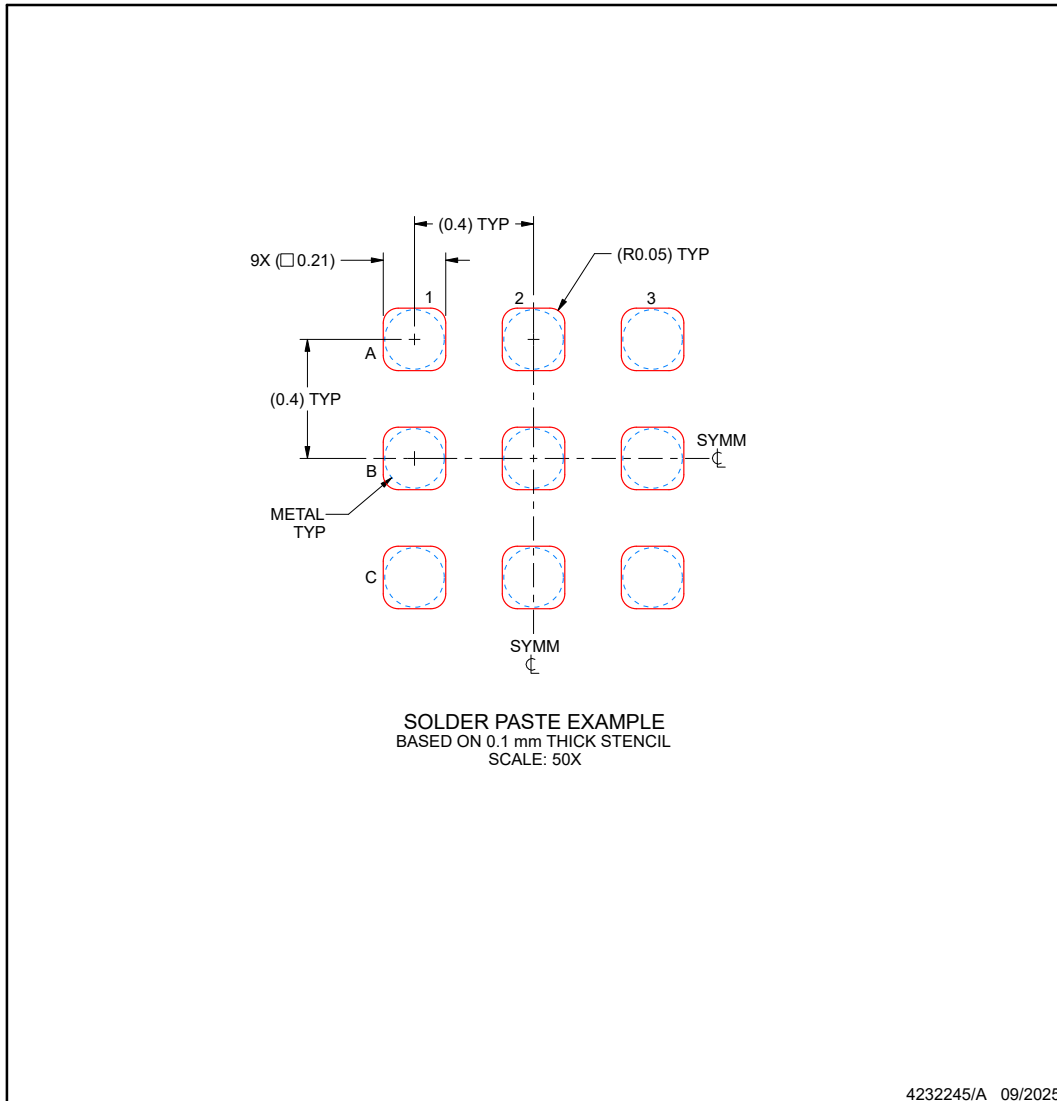 (0.4) TYP
9X (□ 0.21)
(R0.05) TYP
1
2
3
A
(0.4) TYP
B
SYMM
℄
METAL
TYP
C
SYMM
℄
SOLDER PASTE EXAMPLE
BASED ON 0.1 mm THICK STENCIL
SCALE: 50X
4232245/A 09/2025